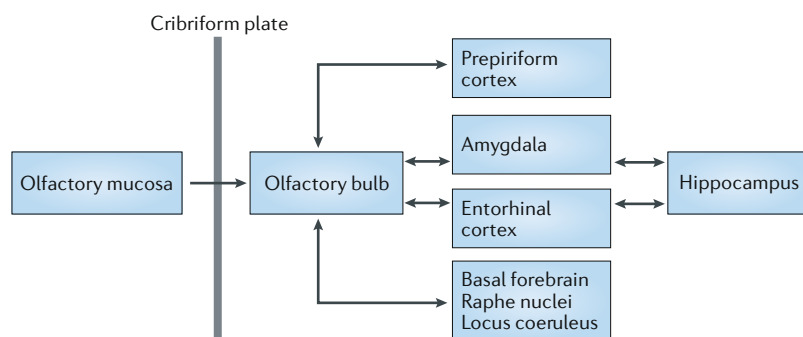 Cribriform plate
Prepiriform
cortex
Olfactory mucosa
Olfactory bulb
Amygdala
Entorhinal
cortex
Hippocampus
Basal forebrain
Raphe nuclei
Locus coeruleus